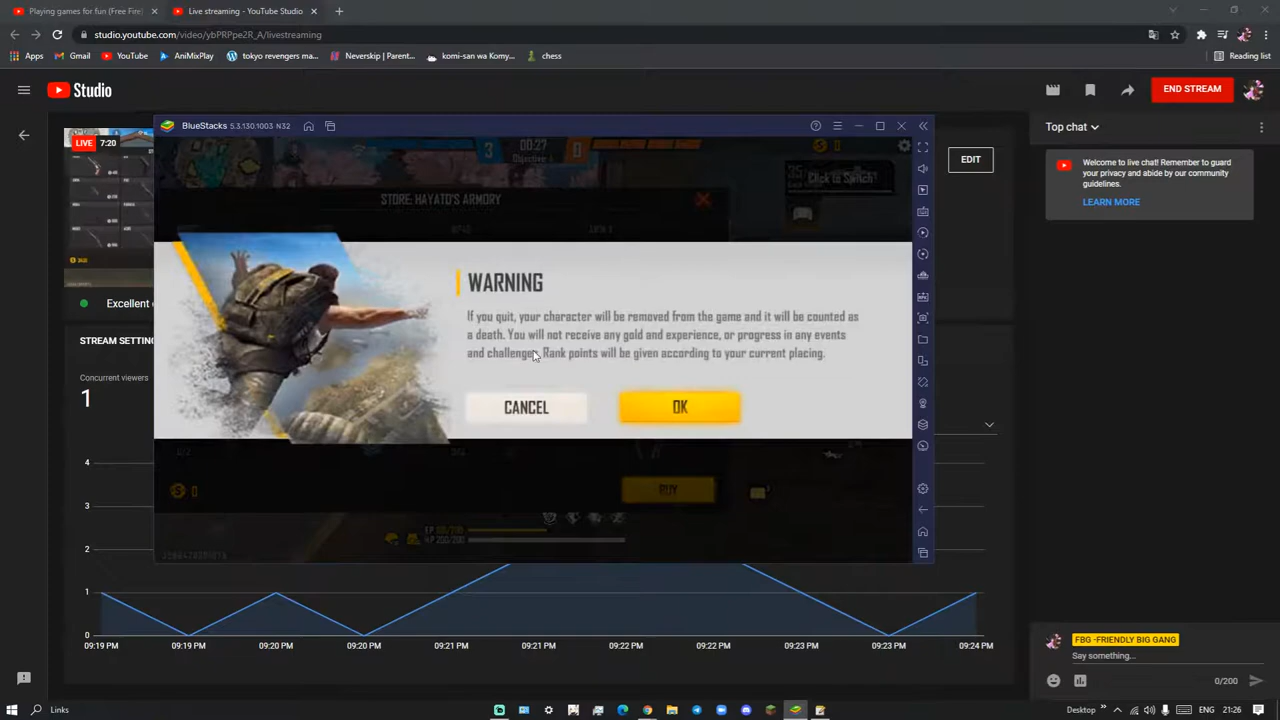 Playing games for fun (Free Fire)
Live streaming - YouTube Studio
studio.youtube.com/video/ybPRPpe2R_A/livestreaming
Apps
Gmail
YouTube
AniMixPlay
tokyo revengers ma...
Neverskip | Parent...
komi-san wa Komy...
chess
Reading list
Studio
END STREAM
BlueStacks 5.3.130.1003 N32
Top chat
LIVE 7:20
3
00:27
0
Objective
EDIT
Welcome to live chat! Remember to guard
your privacy and abide by our community
guidelines.
LEARN MORE
STORE: HAYATO'S ARMORY
WARNING
If you quit, your character will be removed from the game and it will be counted as
a death. You will not receive any gold and experience, or progress in any events
and challenges. Rank points will be given according to your current placing.
CANCEL
OK
Excellent
STREAM SETTIN
Concurrent viewers
1
0
BUY
HP 200/200
4
3
2
1
0
09:19 PM
09:19 PM
09:20 PM
09:20 PM
09:21 PM
09:21 PM
09:22 PM
09:22 PM
09:23 PM
09:23 PM
09:24 PM
FBG -FRIENDLY BIG GANG
Say something...
0/200
Links
Desktop
ENG
21:26